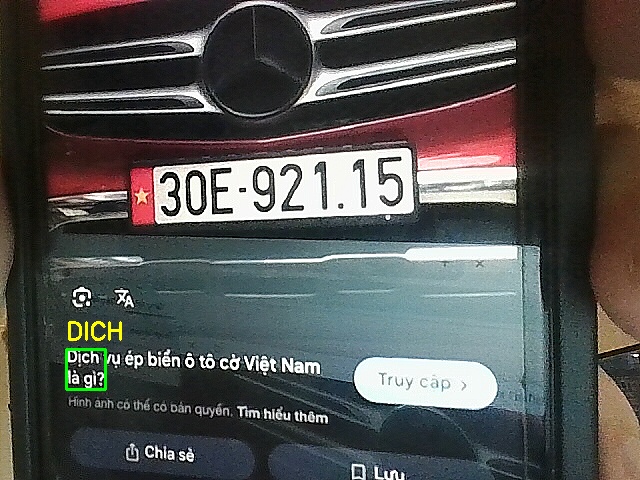 30E-921.15
DICH
Dịch vụ ép biển ô tô cờ Việt Nam
là gì?
Truy cập >
Hình ảnh có thể có bản quyền. Tìm hiểu thêm
Chia sẻ
Lưu